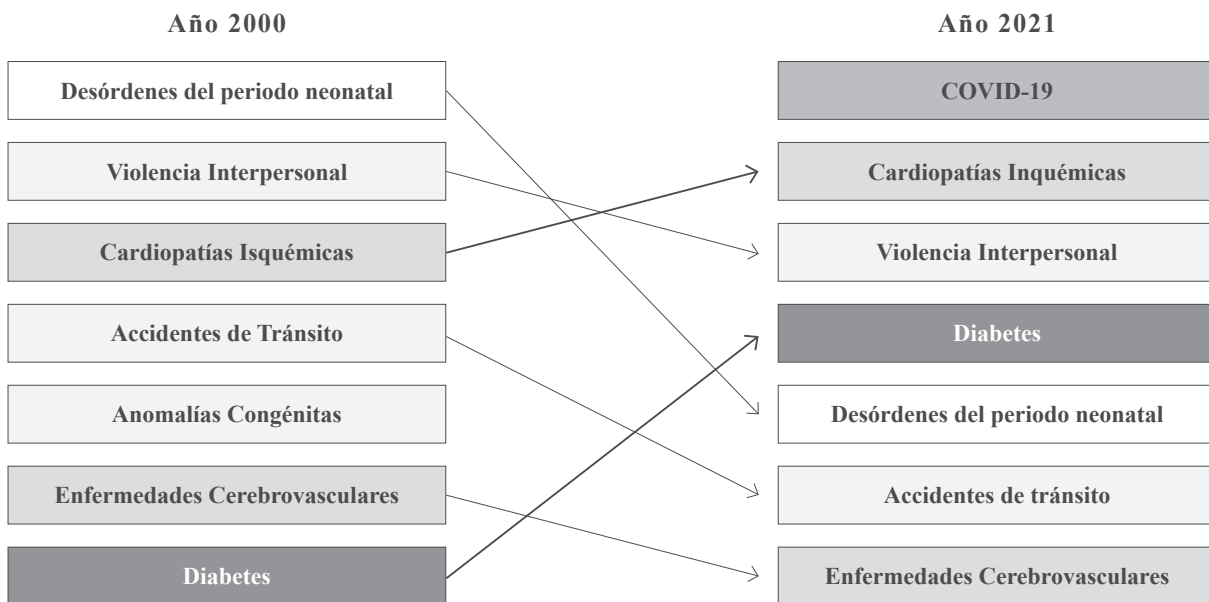 Año 2000
Desórdenes del periodo neonatal
Violencia Interpersonal
Cardiopatías Isquémicas
Accidentes de Tránsito
Anomalías Congénitas
Enfermedades Cerebrovasculares
Diabetes
Año 2021
COVID-19
Cardiopatías Inquémicas
Violencia Interpersonal
Diabetes
Desórdenes del periodo neonatal
Accidentes de tránsito
Enfermedades Cerebrovasculares